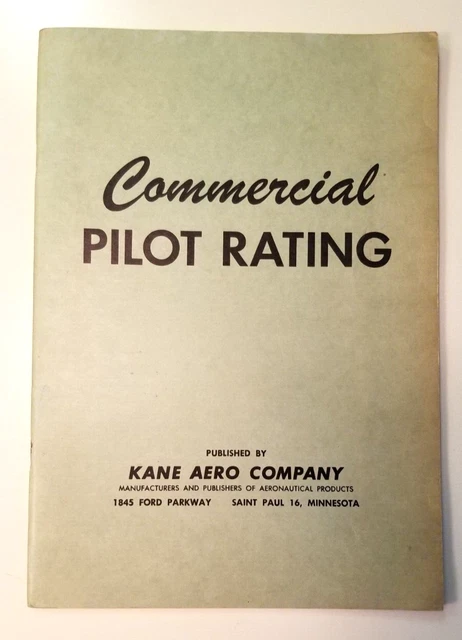 Commercial
PILOT RATING
PUBLISHED BY
KANE AERO COMPANY
MANUFACTURERS AND PUBLISHERS OF AERONAUTICAL PRODUCTS
1845 FORD PARKWAY SAINT PAUL 16, MINNESOTA